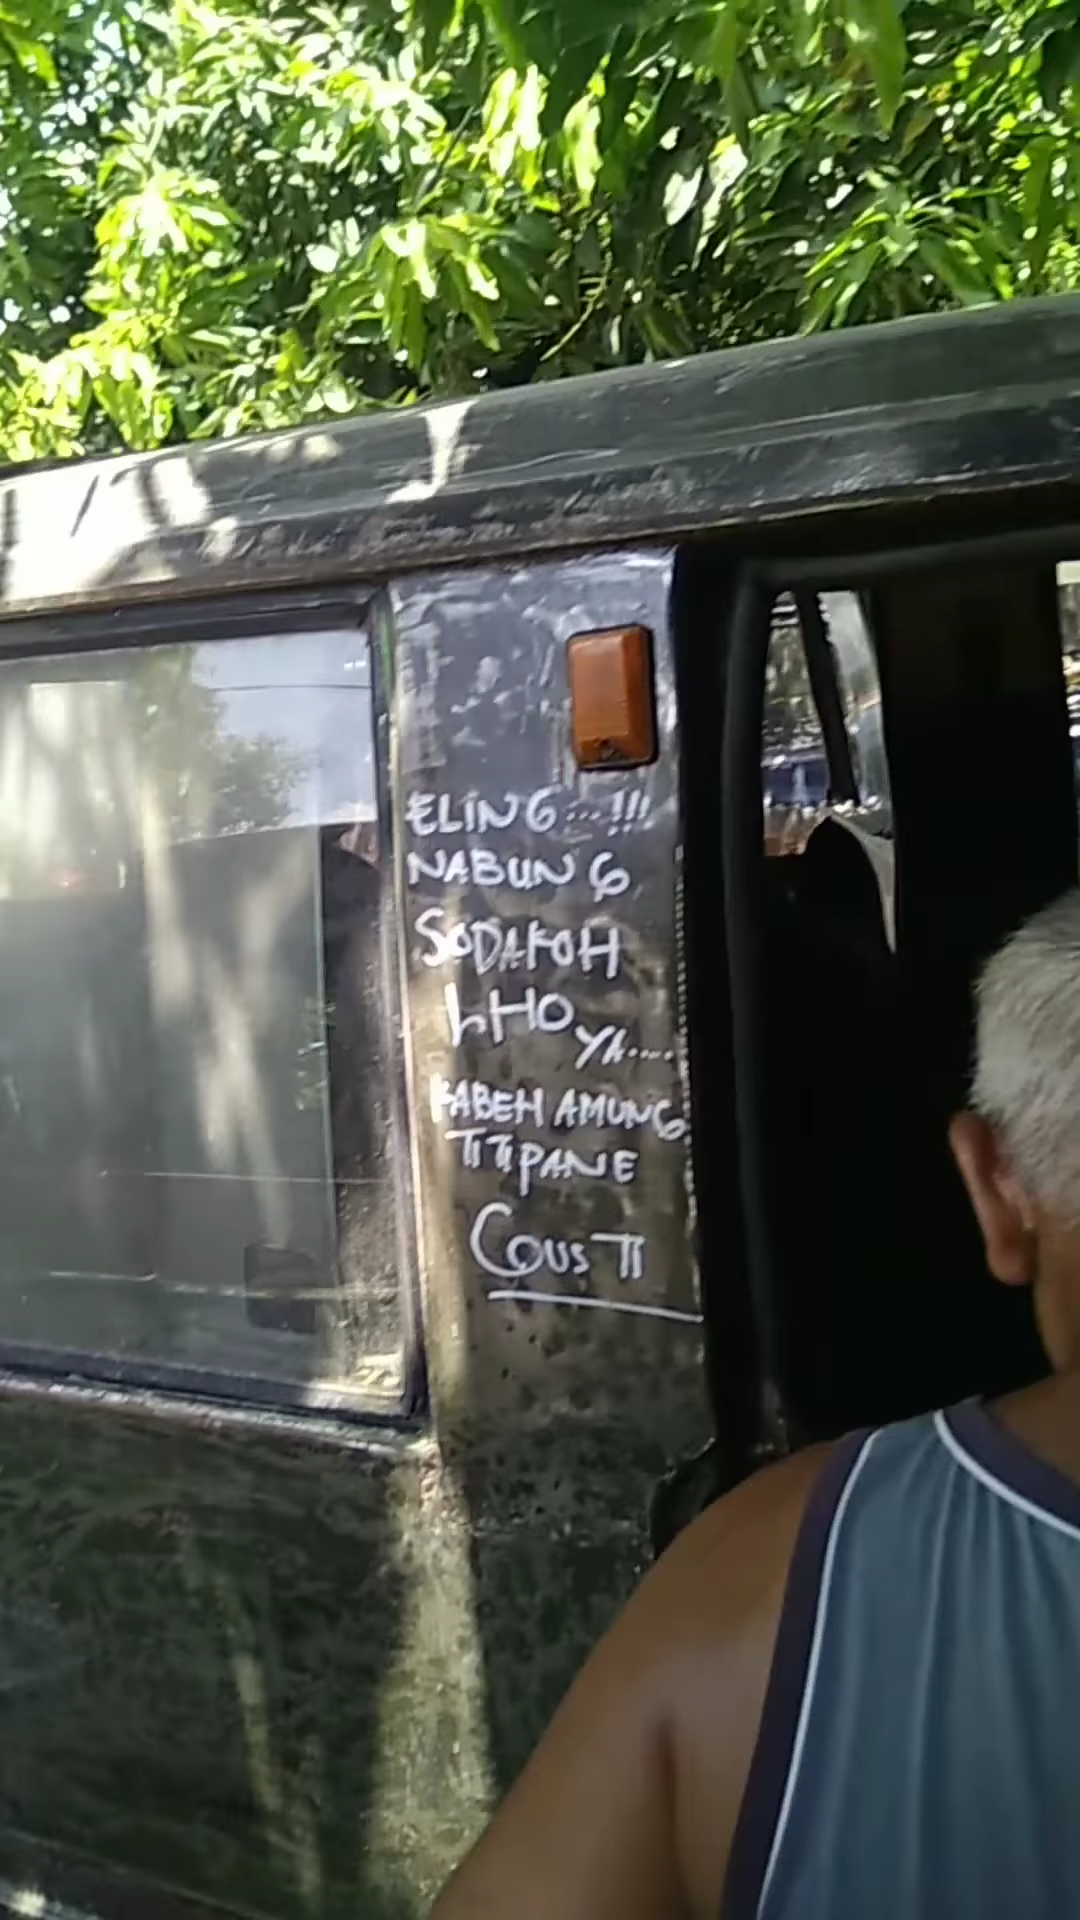 ELING...!!!
NABUNG
SODAKOH
LHO
YA.....
KABEH AMUNG
TITIPANE
GUSTI